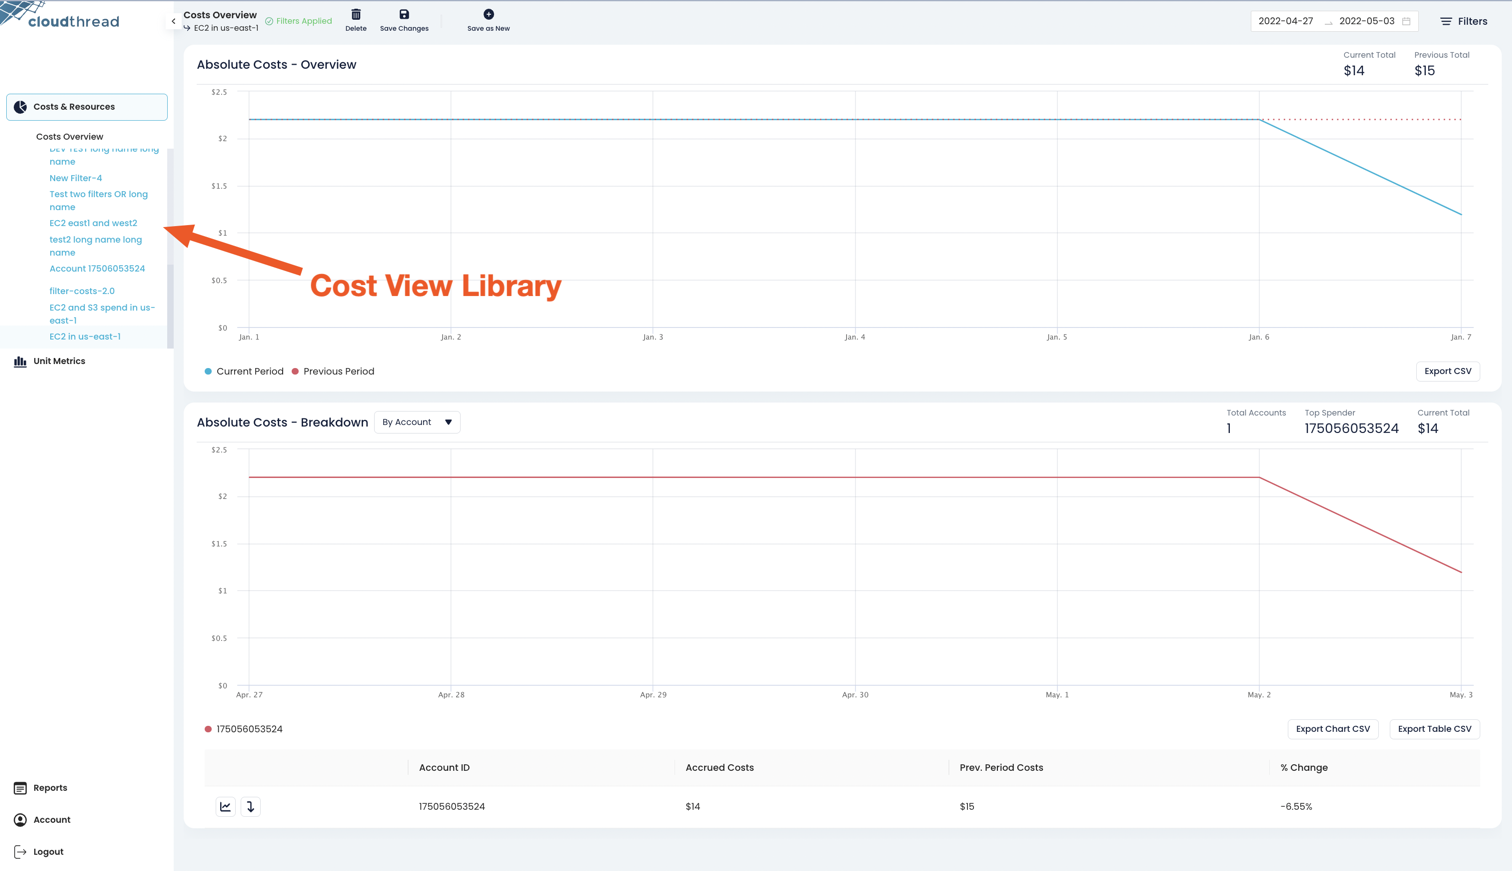 cloudthread
Costs Overview
EC2 in us-east-1
Filters Applied
Delete
Save Changes
Save as New
2022-04-27
2022-05-03
Filters
Costs & Resources
Costs Overview
DEV TEST long name long
name
New Filter-4
Test two filters OR long
name
EC2 east1 and west2
test2 long name long
name
Account 17506053524
filter-costs-2.0
EC2 and S3 spend in us-
east-1
EC2 in us-east-1
Unit Metrics
Reports
Account
Logout
Absolute Costs - Overview
Current Total
$14
Previous Total
$15
$2.5
$2
$1.5
$1
$0.5
$0
Jan. 1
Jan. 2
Jan. 3
Jan. 4
Jan. 5
Jan. 6
Jan. 7
Cost View Library
Current Period
Previous Period
Export CSV
Absolute Costs - Breakdown
By Account
Total Accounts
1
Top Spender
175056053524
Current Total
$14
$2.5
$2
$1.5
$1
$0.5
$0
Apr. 27
Apr. 28
Apr. 29
Apr. 30
May. 1
May. 2
May. 3
175056053524
Export Chart CSV
Export Table CSV
Account ID
Accrued Costs
Prev. Period Costs
% Change
175056053524
$14
$15
-6.55%